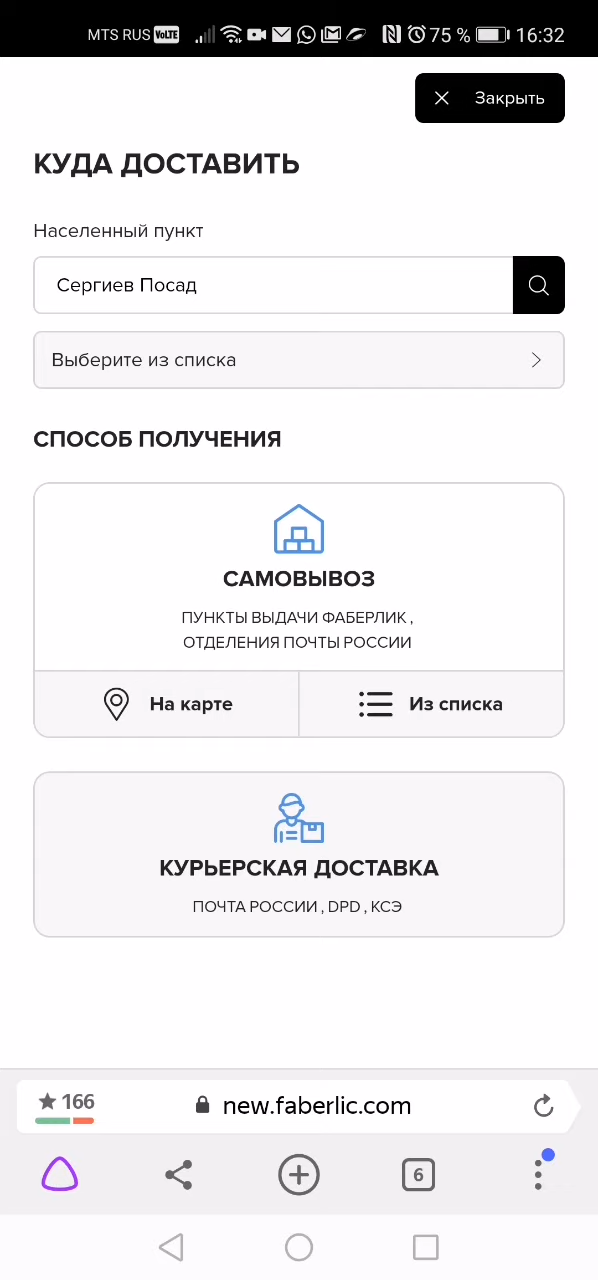 MTS RUS VoLTE 75 % 16:32
Закрыть
КУДА ДОСТАВИТЬ
Населенный пункт
Сергиев Посад
Выберите из списка
СПОСОБ ПОЛУЧЕНИЯ
САМОВЫВОЗ
ПУНКТЫ ВЫДАЧИ ФАБЕРЛИК ,
ОТДЕЛЕНИЯ ПОЧТЫ РОССИИ
На карте
Из списка
КУРЬЕРСКАЯ ДОСТАВКА
ПОЧТА РОССИИ , DPD , КСЭ
166
new.faberlic.com
6